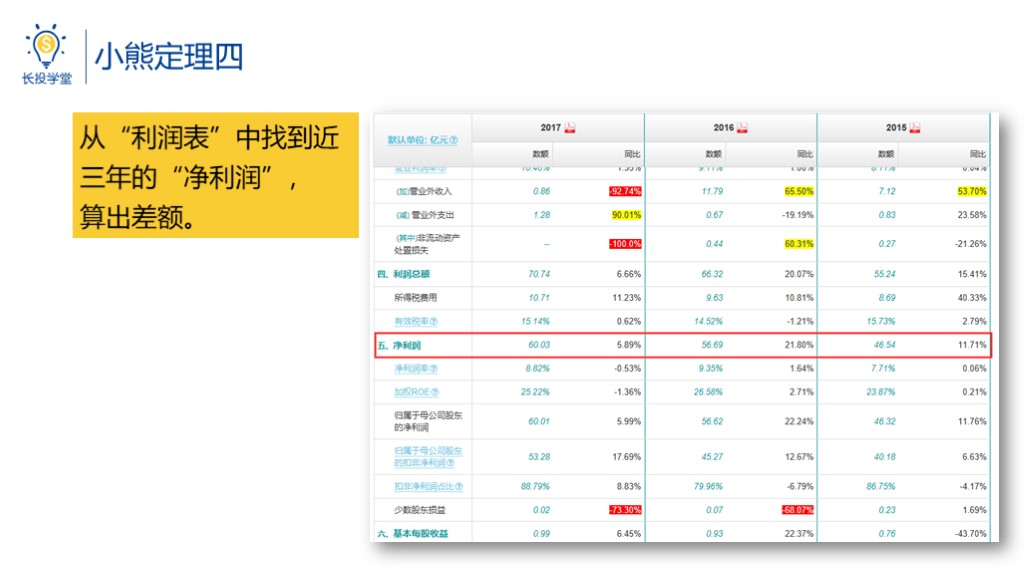 长投学堂
小熊定理四
从“利润表”中找到近
三年的“净利润”,
算出差额。
默认单位: 亿元 2017 2016 2015
数额 同比 数额 同比 数额 同比
(加)营业外收入 0.86 -92.74% 11.79 65.50% 7.12 53.70%
(减) 营业外支出 1.28 90.01% 0.67 -19.19% 0.83 23.58%
(其中)非流动资产
处置损失 -- -100.0% 0.44 60.31% 0.27 -21.26%
四、利润总额 70.74 6.66% 66.32 20.07% 55.24 15.41%
所得税费用 10.71 11.23% 9.63 10.81% 8.69 40.33%
有效税率 15.14% 0.62% 14.52% -1.21% 15.73% 2.79%
五、净利润 60.03 5.89% 56.69 21.80% 46.54 11.71%
净利润率 8.82% -0.53% 9.35% 1.64% 7.71% 0.06%
加权ROE 25.22% -1.36% 26.58% 2.71% 23.87% 0.21%
归属于母公司股东
的净利润 60.01 5.99% 56.62 22.24% 46.32 11.76%
归属于母公司股东
的扣非净利润 53.28 17.69% 45.27 12.67% 40.18 6.63%
扣非净利润占比 88.79% 8.83% 79.96% -6.79% 86.75% -4.17%
少数股东损益 0.02 -73.30% 0.07 -68.07% 0.23 1.69%
六、基本每股收益 0.99 6.45% 0.93 22.37% 0.76 -43.70%